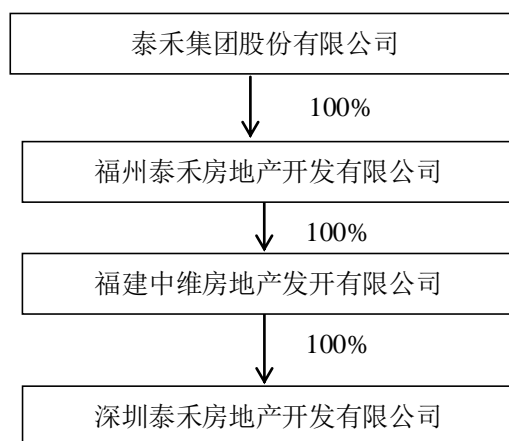 泰禾集团股份有限公司
100%
福州泰禾房地产开发有限公司
100%
福建中维房地产发开有限公司
100%
深圳泰禾房地产开发有限公司